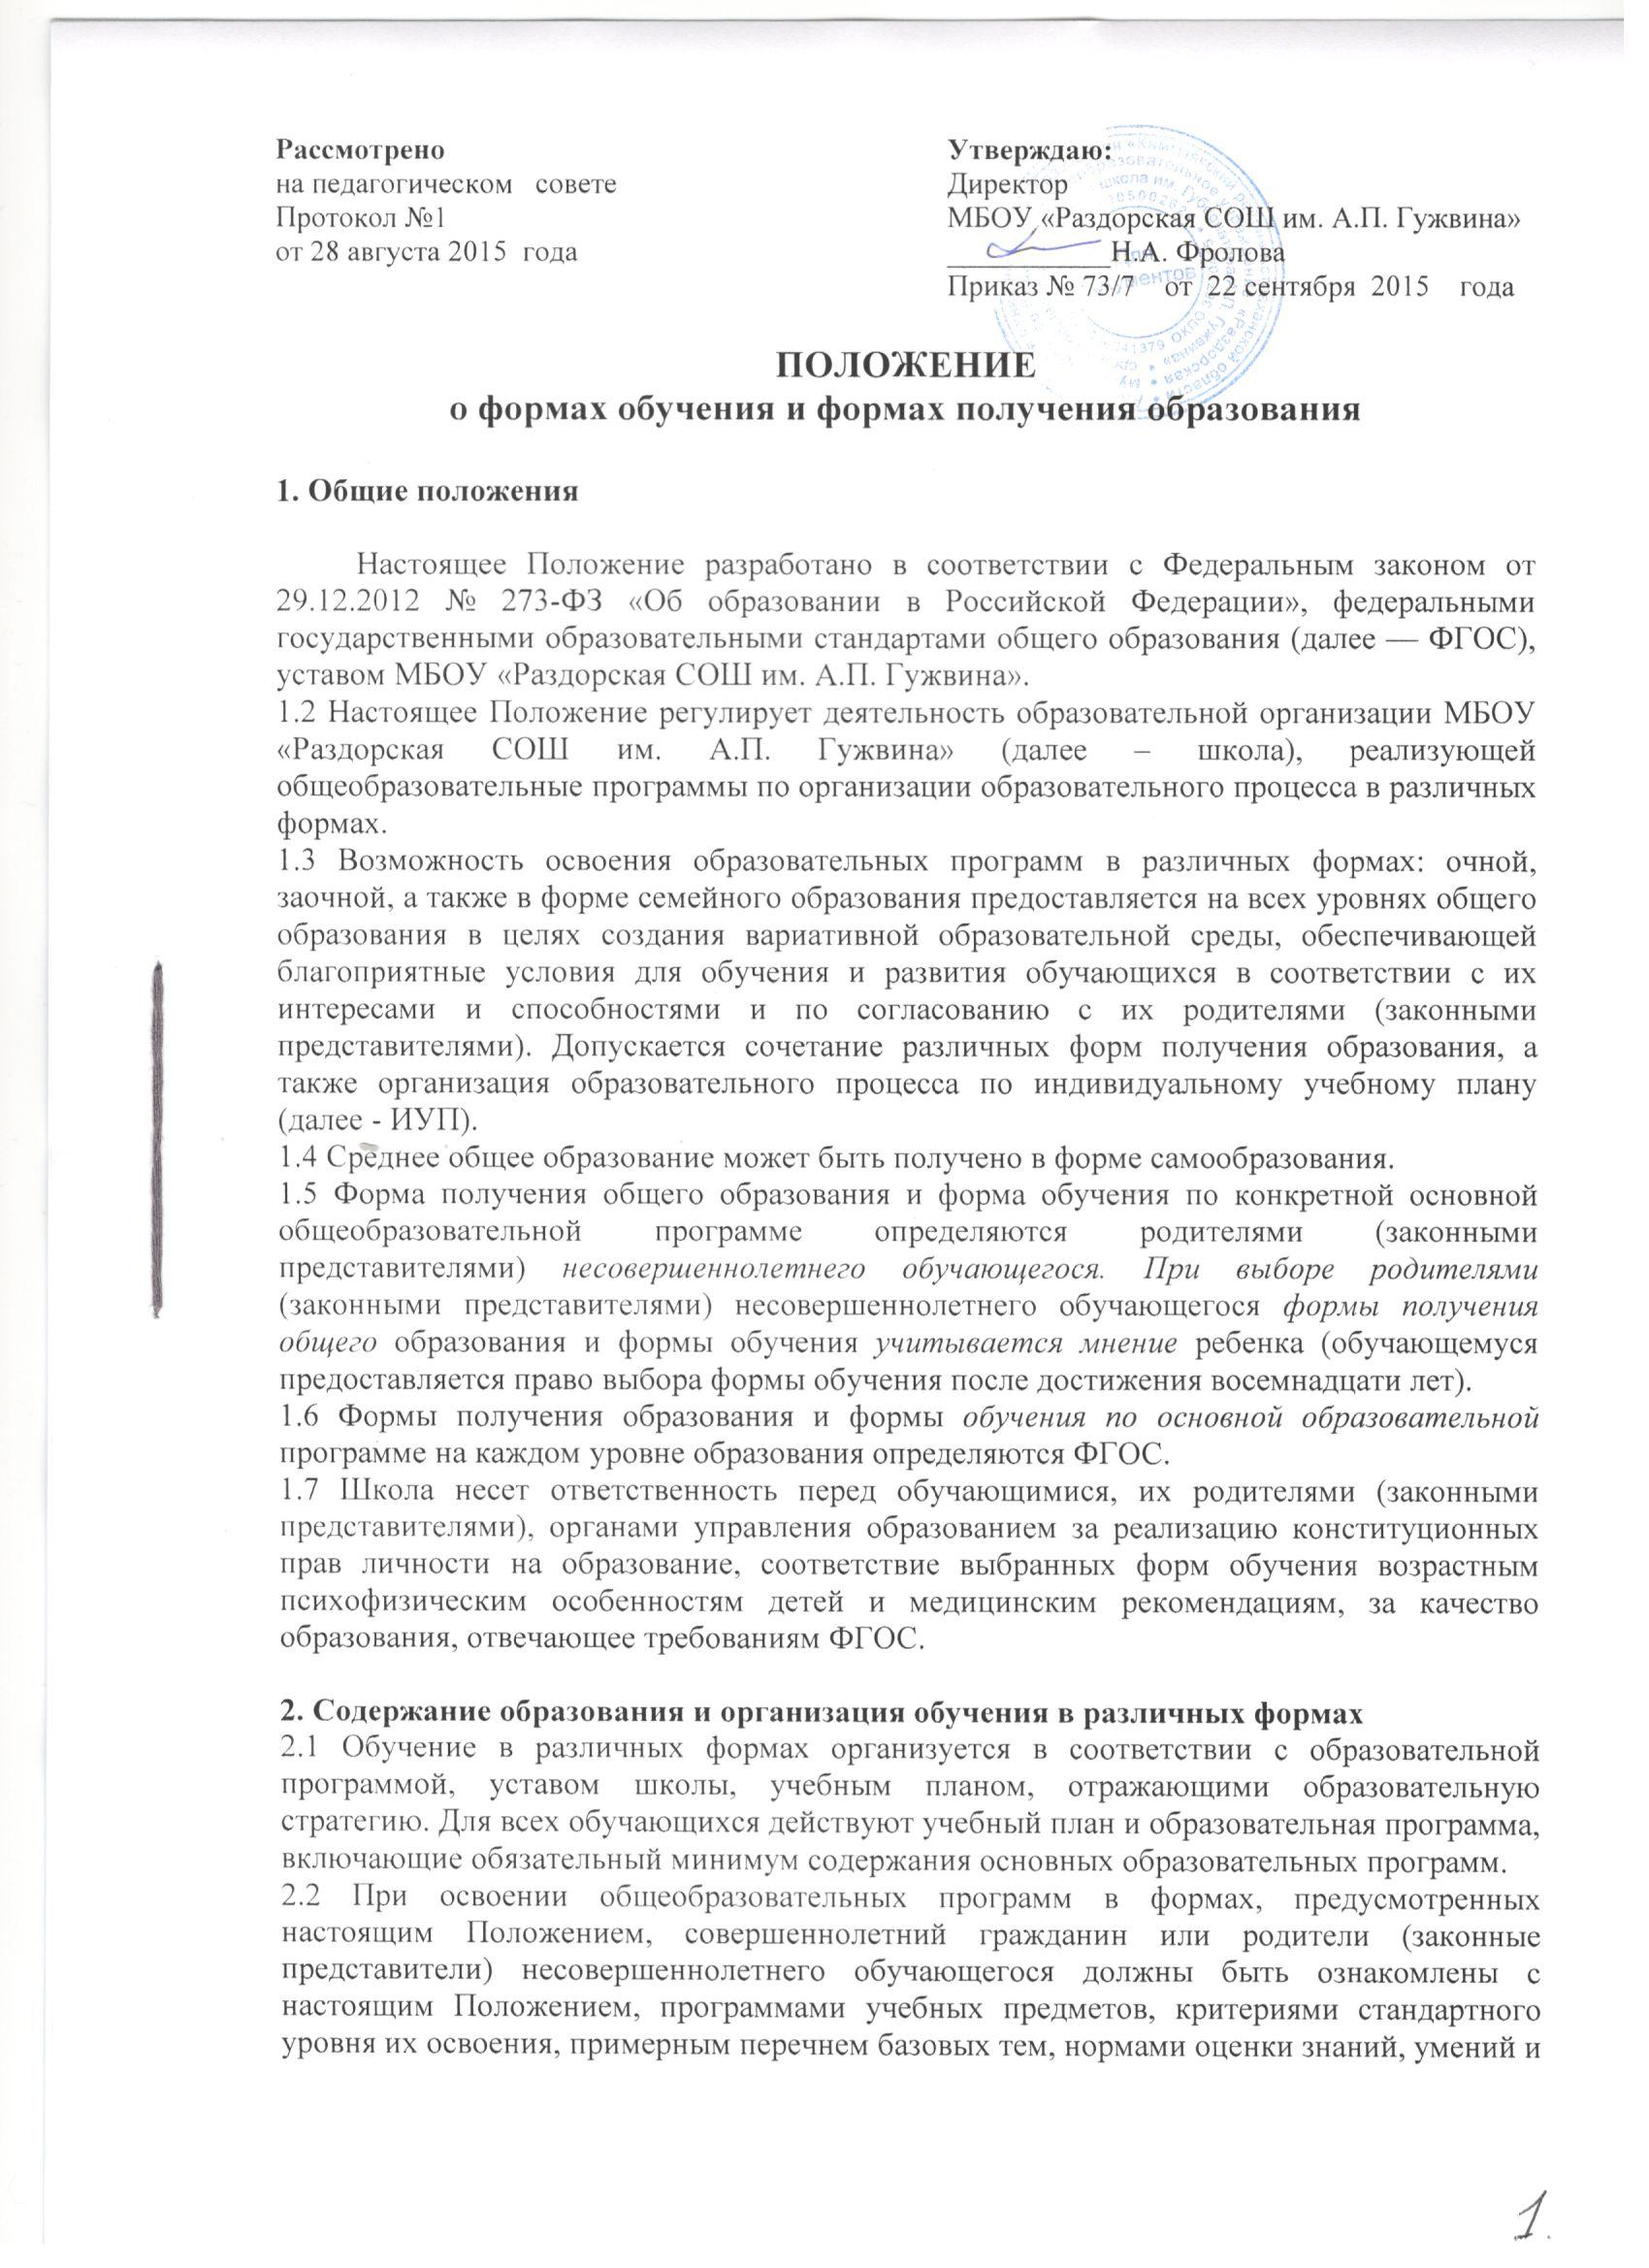 Рассмотрено
на педагогическом совете
Протокол №1
от 28 августа 2015 года
Утверждаю:
Директор
МБОУ «Раздорская СОШ им. А.П. Гужвина»
____________Н.А. Фролова
Приказ № 73/7 от 22 сентября 2015 года
ПОЛОЖЕНИЕ
о формах обучения и формах получения образования
1. Общие положения
Настоящее Положение разработано в соответствии с Федеральным законом от
29.12.2012 № 273-ФЗ «Об образовании в Российской Федерации», федеральными
государственными образовательными стандартами общего образования (далее — ФГОС),
уставом МБОУ «Раздорская СОШ им. А.П. Гужвина».
1.2 Настоящее Положение регулирует деятельность образовательной организации МБОУ
«Раздорская СОШ им. А.П. Гужвина» (далее – школа), реализующей
общеобразовательные программы по организации образовательного процесса в различных
формах.
1.3 Возможность освоения образовательных программ в различных формах: очной,
заочной, а также в форме семейного образования предоставляется на всех уровнях общего
образования в целях создания вариативной образовательной среды, обеспечивающей
благоприятные условия для обучения и развития обучающихся в соответствии с их
интересами и способностями и по согласованию с их родителями (законными
представителями). Допускается сочетание различных форм получения образования, а
также организация образовательного процесса по индивидуальному учебному плану
(далее - ИУП).
1.4 Среднее общее образование может быть получено в форме самообразования.
1.5 Форма получения общего образования и форма обучения по конкретной основной
общеобразовательной программе определяются родителями (законными
представителями) несовершеннолетнего обучающегося. При выборе родителями
(законными представителями) несовершеннолетнего обучающегося формы получения
общего образования и формы обучения учитывается мнение ребенка (обучающемуся
предоставляется право выбора формы обучения после достижения восемнадцати лет).
1.6 Формы получения образования и формы обучения по основной образовательной
программе на каждом уровне образования определяются ФГОС.
1.7 Школа несет ответственность перед обучающимися, их родителями (законными
представителями), органами управления образованием за реализацию конституционных
прав личности на образование, соответствие выбранных форм обучения возрастным
психофизическим особенностям детей и медицинским рекомендациям, за качество
образования, отвечающее требованиям ФГОС.
2. Содержание образования и организация обучения в различных формах
2.1 Обучение в различных формах организуется в соответствии с образовательной
программой, уставом школы, учебным планом, отражающими образовательную
стратегию. Для всех обучающихся действуют учебный план и образовательная программа,
включающие обязательный минимум содержания основных образовательных программ.
2.2 При освоении общеобразовательных программ в формах, предусмотренных
настоящим Положением, совершеннолетний гражданин или родители (законные
представители) несовершеннолетнего обучающегося должны быть ознакомлены с
настоящим Положением, программами учебных предметов, критериями стандартного
уровня их освоения, примерным перечнем базовых тем, нормами оценки знаний, умений и
1.